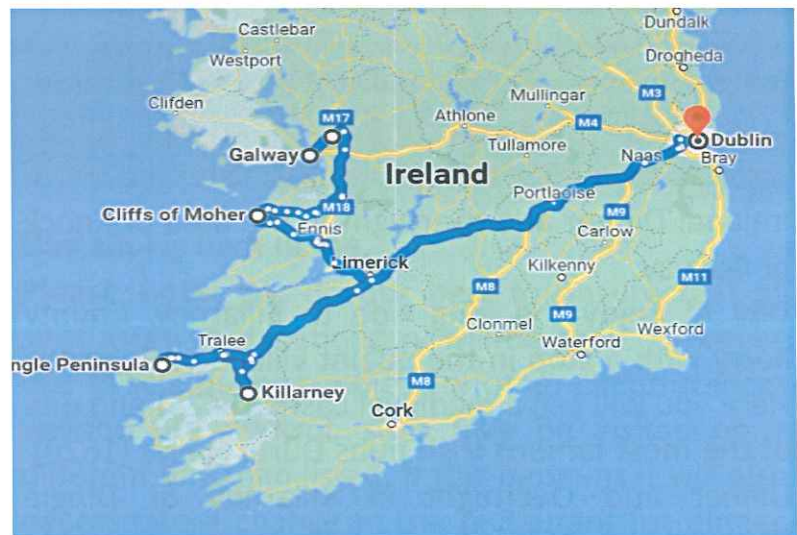 Dundalk
Castlebar
Drogheda
Westport
M3
Mullingar
Clifden
M17
Athlone
M4
Dublin
Galway
Tullamore
Naas
Bray
Ireland
Portlaoise
Cliffs of Moher
M18
M9
Ennis
Carlow
Limerick
Kilkenny
M11
M8
Clonmel
M9
Wexford
Tralee
Waterford
ngle Peninsula
M8
Killarney
Cork